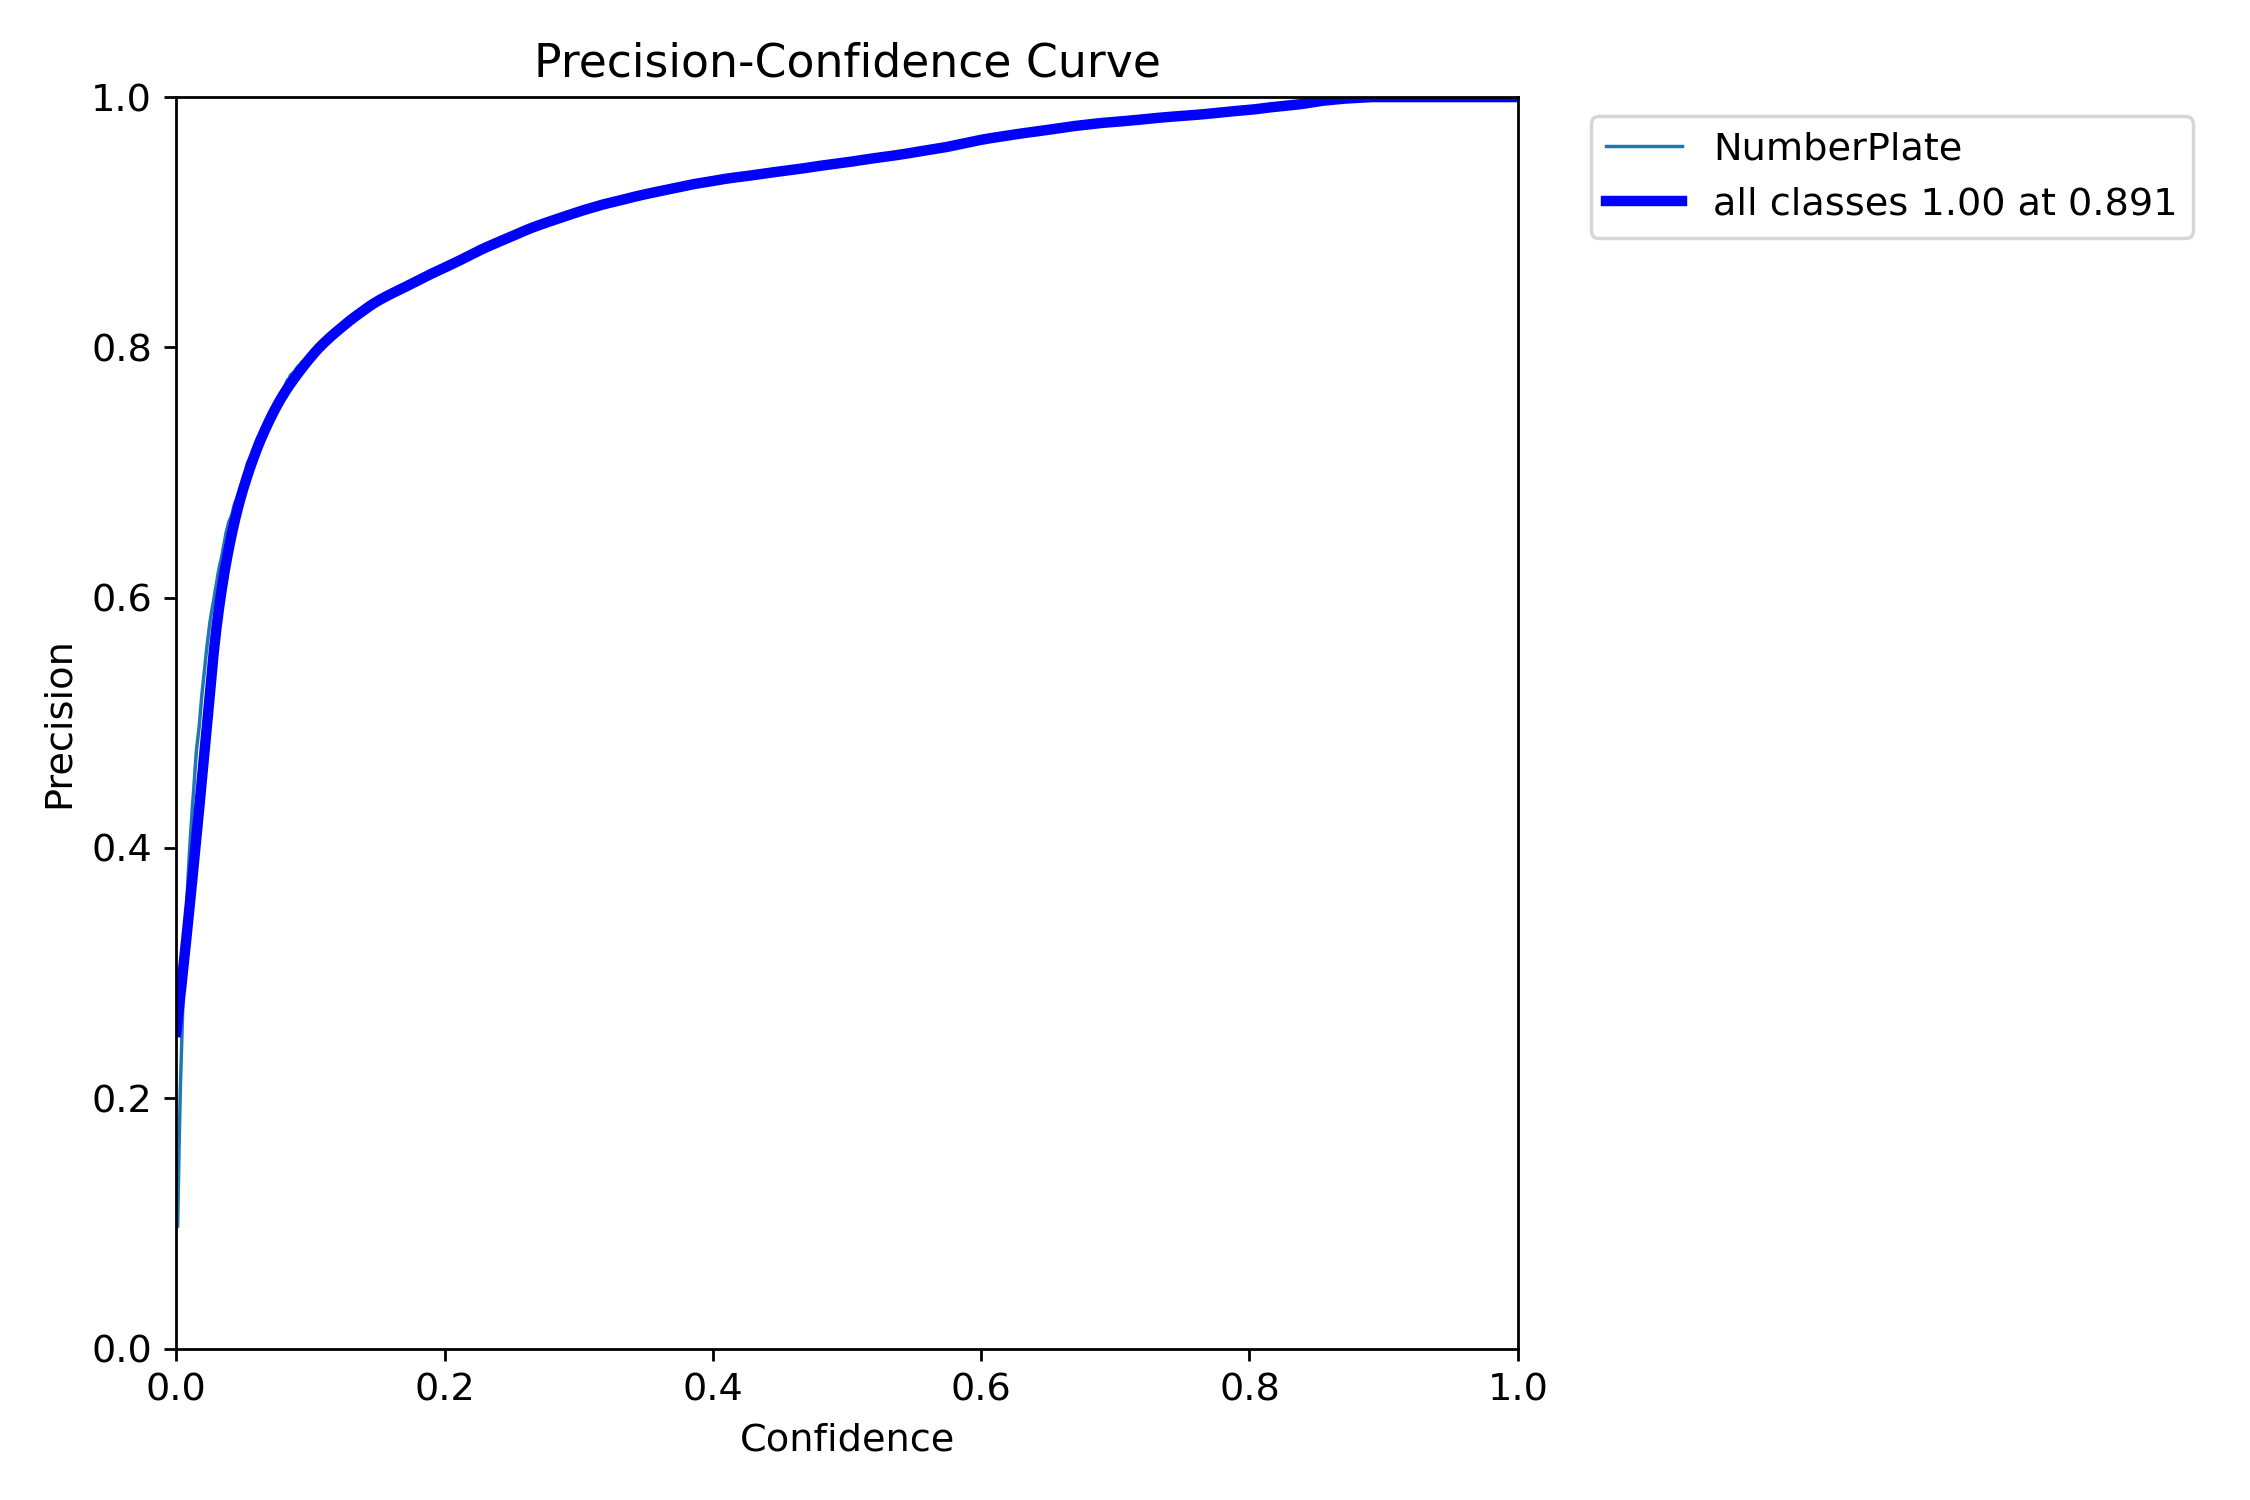 Precision-Confidence Curve
1.0
0.8
0.6
0.4
0.2
0.0
Precision
0.0 0.2 0.4 0.6 0.8 1.0
Confidence
NumberPlate
all classes 1.00 at 0.891